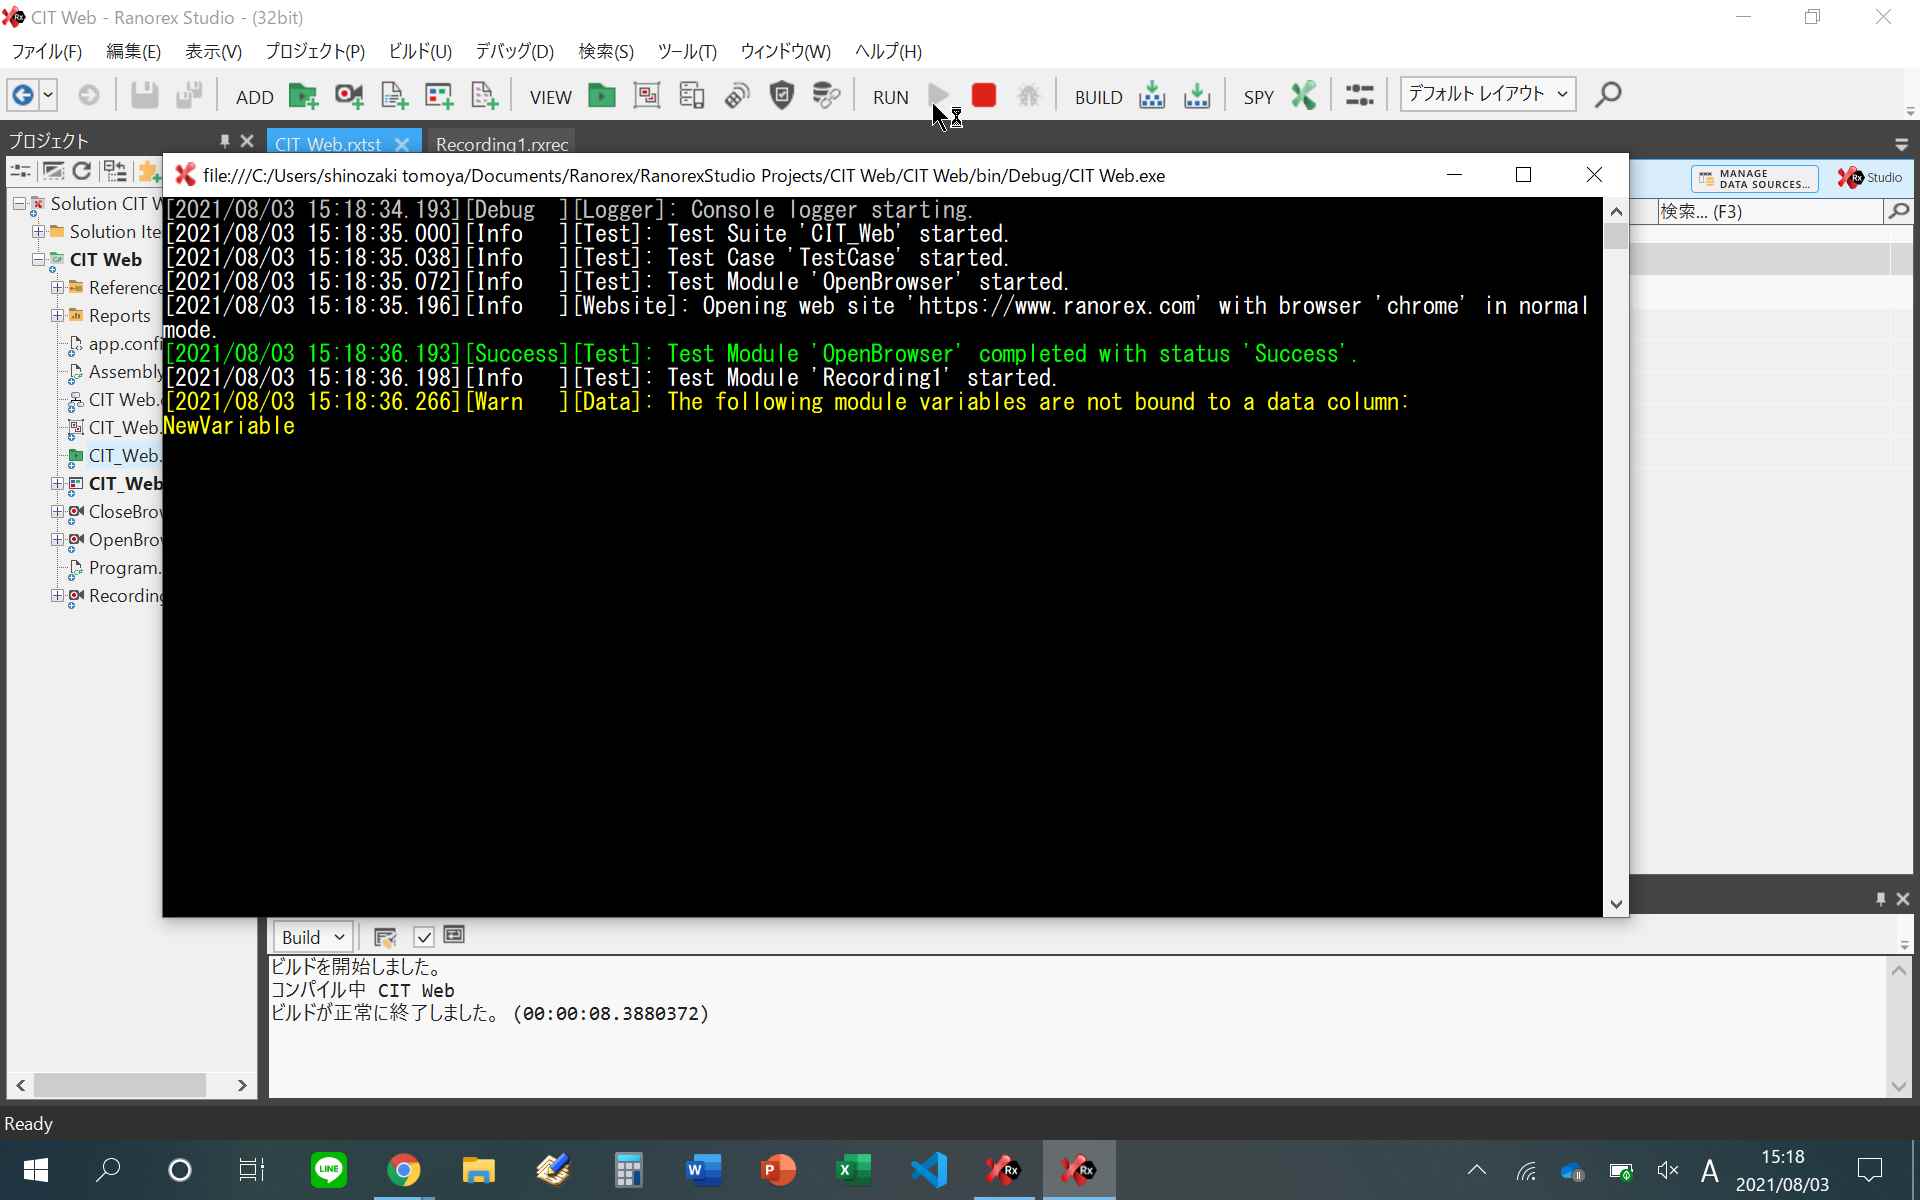 CIT Web - Ranorex Studio - (32bit)
ファイル(F) 編集(E) 表示(V) プロジェクト(P) ビルド(U) デバッグ(D) 検索(S) ツール(T) ウィンドウ(W) ヘルプ(H)
ADD VIEW RUN BUILD SPY デフォルト レイアウト
プロジェクト
CIT_Web.rxtst Recording1.rxrec
file:///C:/Users/shinozaki tomoya/Documents/Ranorex/RanorexStudio Projects/CIT Web/CIT Web/bin/Debug/CIT Web.exe
MANAGE
DATA SOURCES...
Rx Studio
検索... (F3)
Solution CIT W
Solution Ite
CIT Web
Reference
Reports
app.confi
Assembly
CIT Web.
CIT_Web.
CIT_Web.
CIT_Web
CloseBrow
OpenBrow
Program.
Recording
[2021/08/03 15:18:34.193][Debug  ][Logger]: Console logger starting.
[2021/08/03 15:18:35.000][Info   ][Test]: Test Suite 'CIT_Web' started.
[2021/08/03 15:18:35.038][Info   ][Test]: Test Case 'TestCase' started.
[2021/08/03 15:18:35.072][Info   ][Test]: Test Module 'OpenBrowser' started.
[2021/08/03 15:18:35.196][Info   ][Website]: Opening web site 'https://www.ranorex.com' with browser 'chrome' in normal
mode.
[2021/08/03 15:18:36.193][Success][Test]: Test Module 'OpenBrowser' completed with status 'Success'.
[2021/08/03 15:18:36.198][Info   ][Test]: Test Module 'Recording1' started.
[2021/08/03 15:18:36.266][Warn   ][Data]: The following module variables are not bound to a data column:
NewVariable
Build
ビルドを開始しました。
コンパイル中 CIT Web
ビルドが正常に終了しました。 (00:00:08.3880372)
Ready
LINE
W
P
X
Rx
Rx
A
15:18
2021/08/03